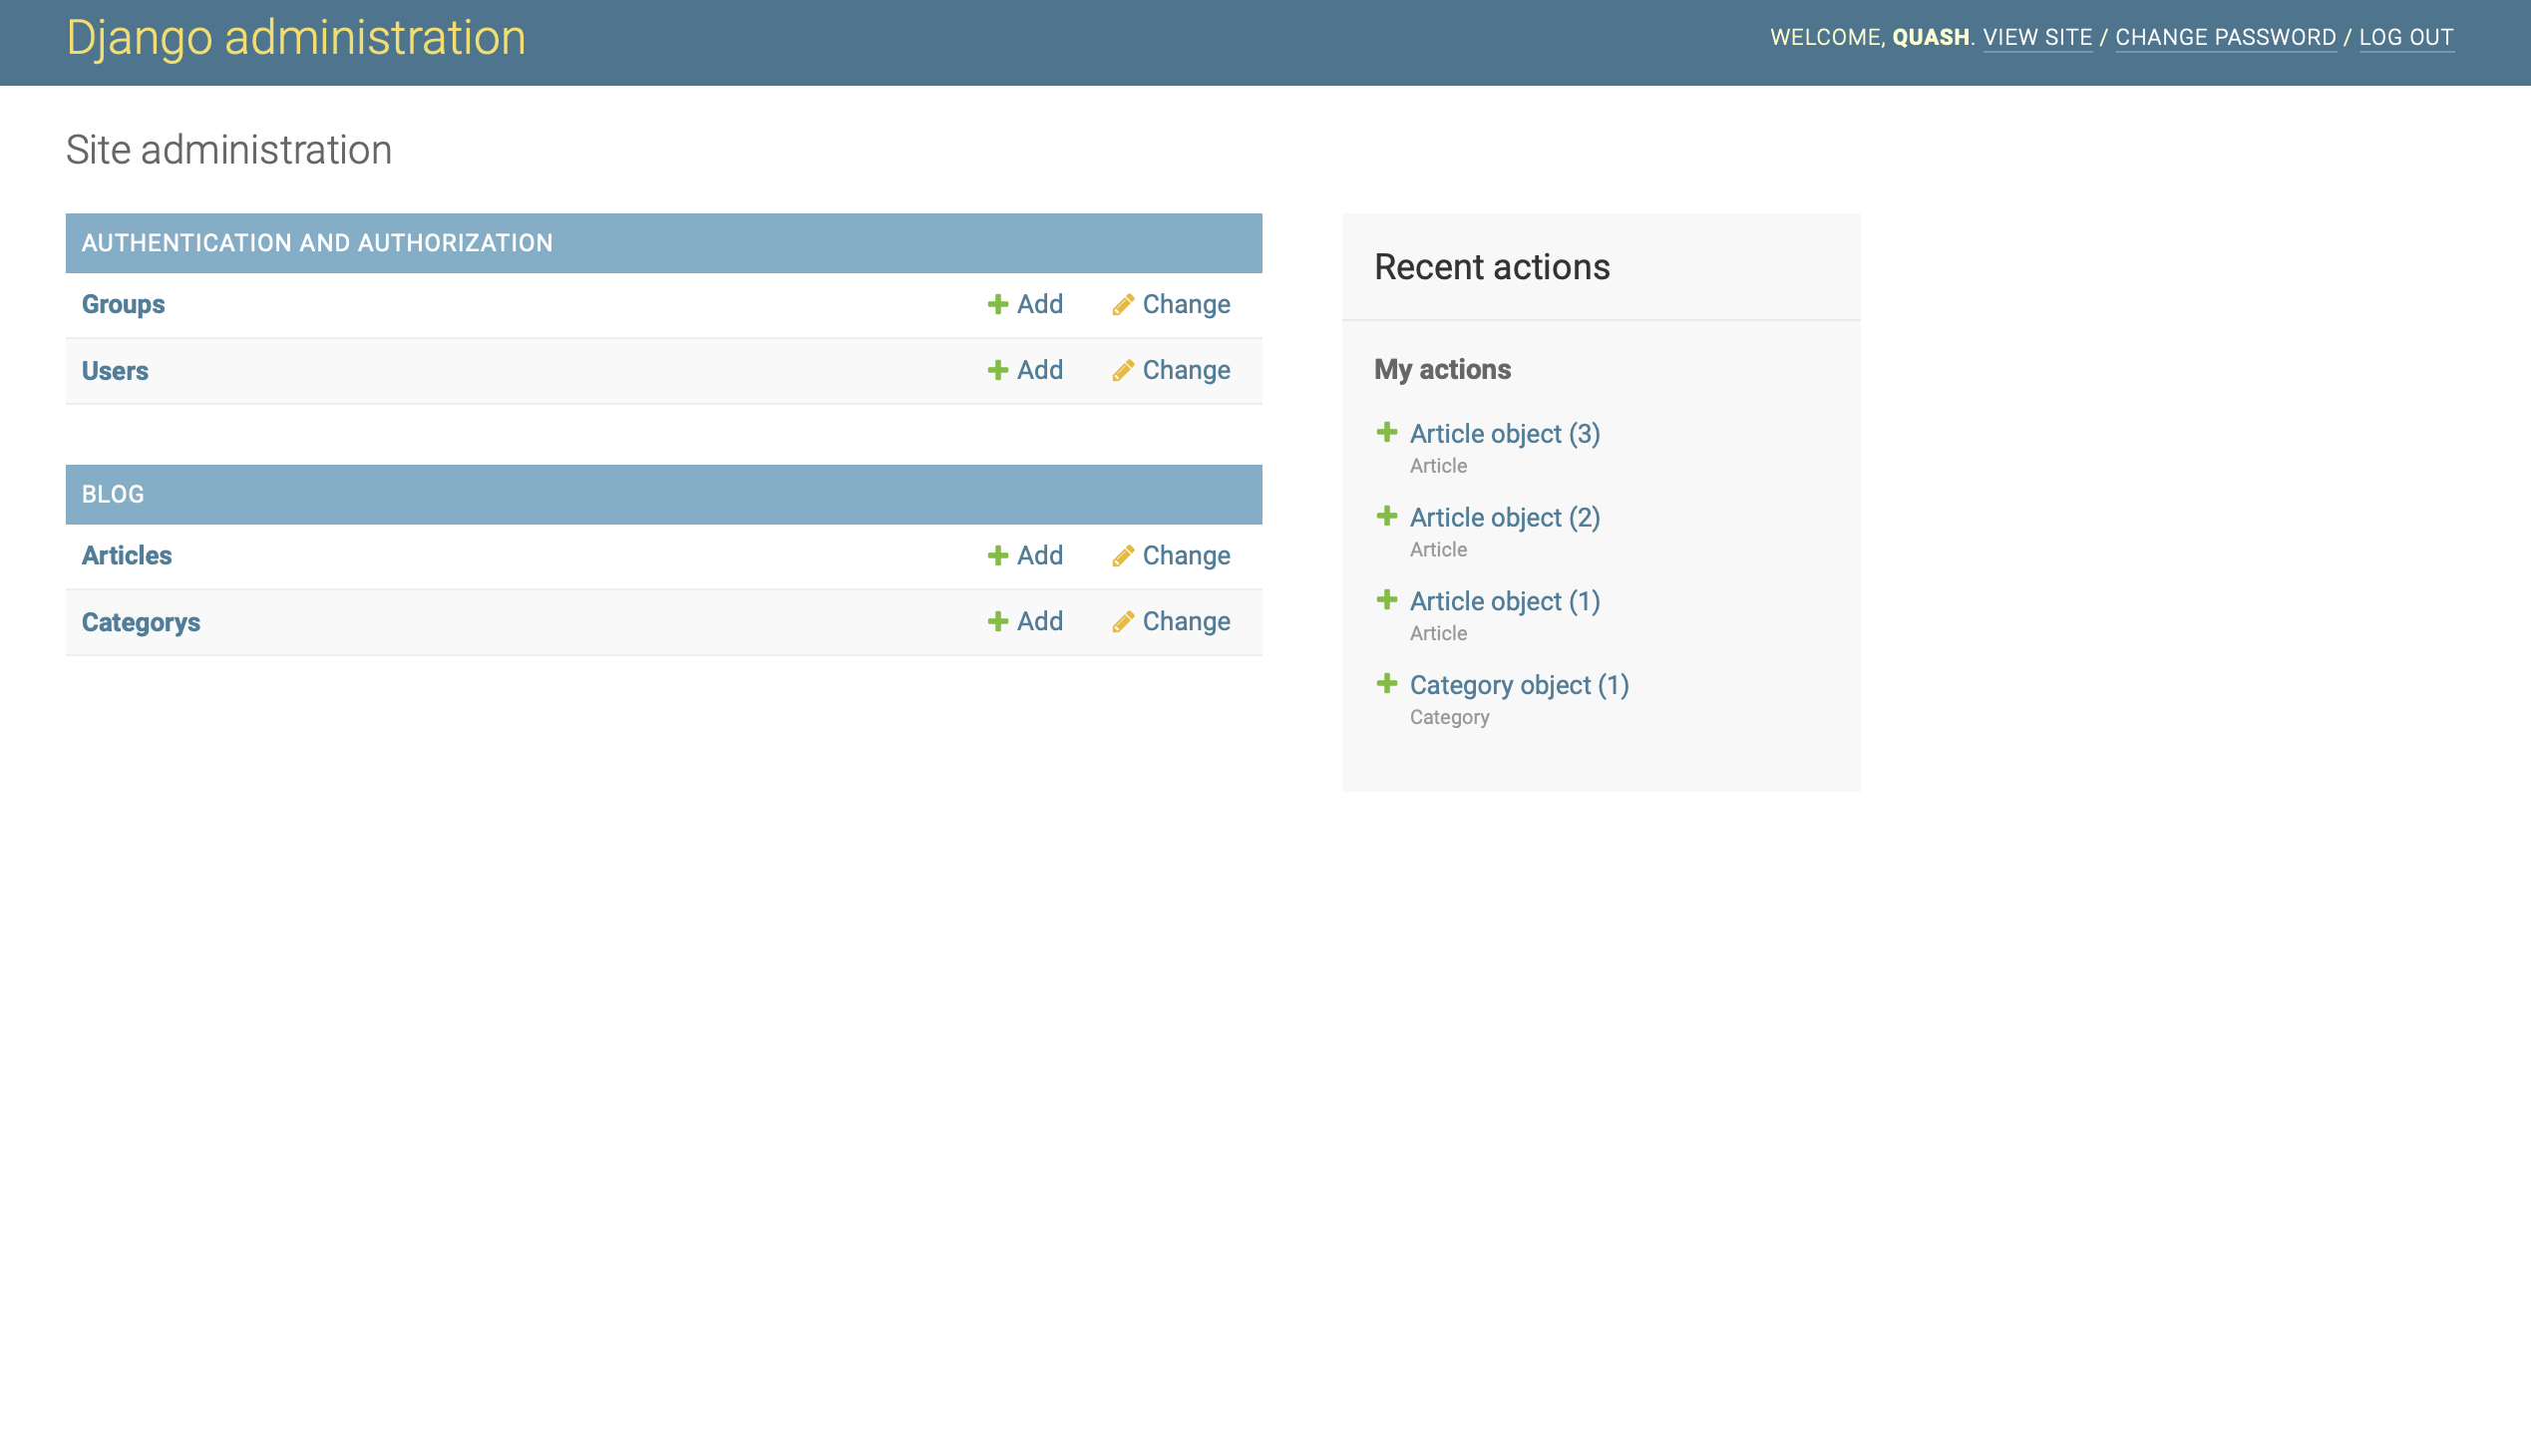 Django administration
WELCOME, QUASH. VIEW SITE / CHANGE PASSWORD / LOG OUT
Site administration
AUTHENTICATION AND AUTHORIZATION
Groups Add Change
Users Add Change
BLOG
Articles Add Change
Categorys Add Change
Recent actions
My actions
Article object (3)
Article
Article object (2)
Article
Article object (1)
Article
Category object (1)
Category